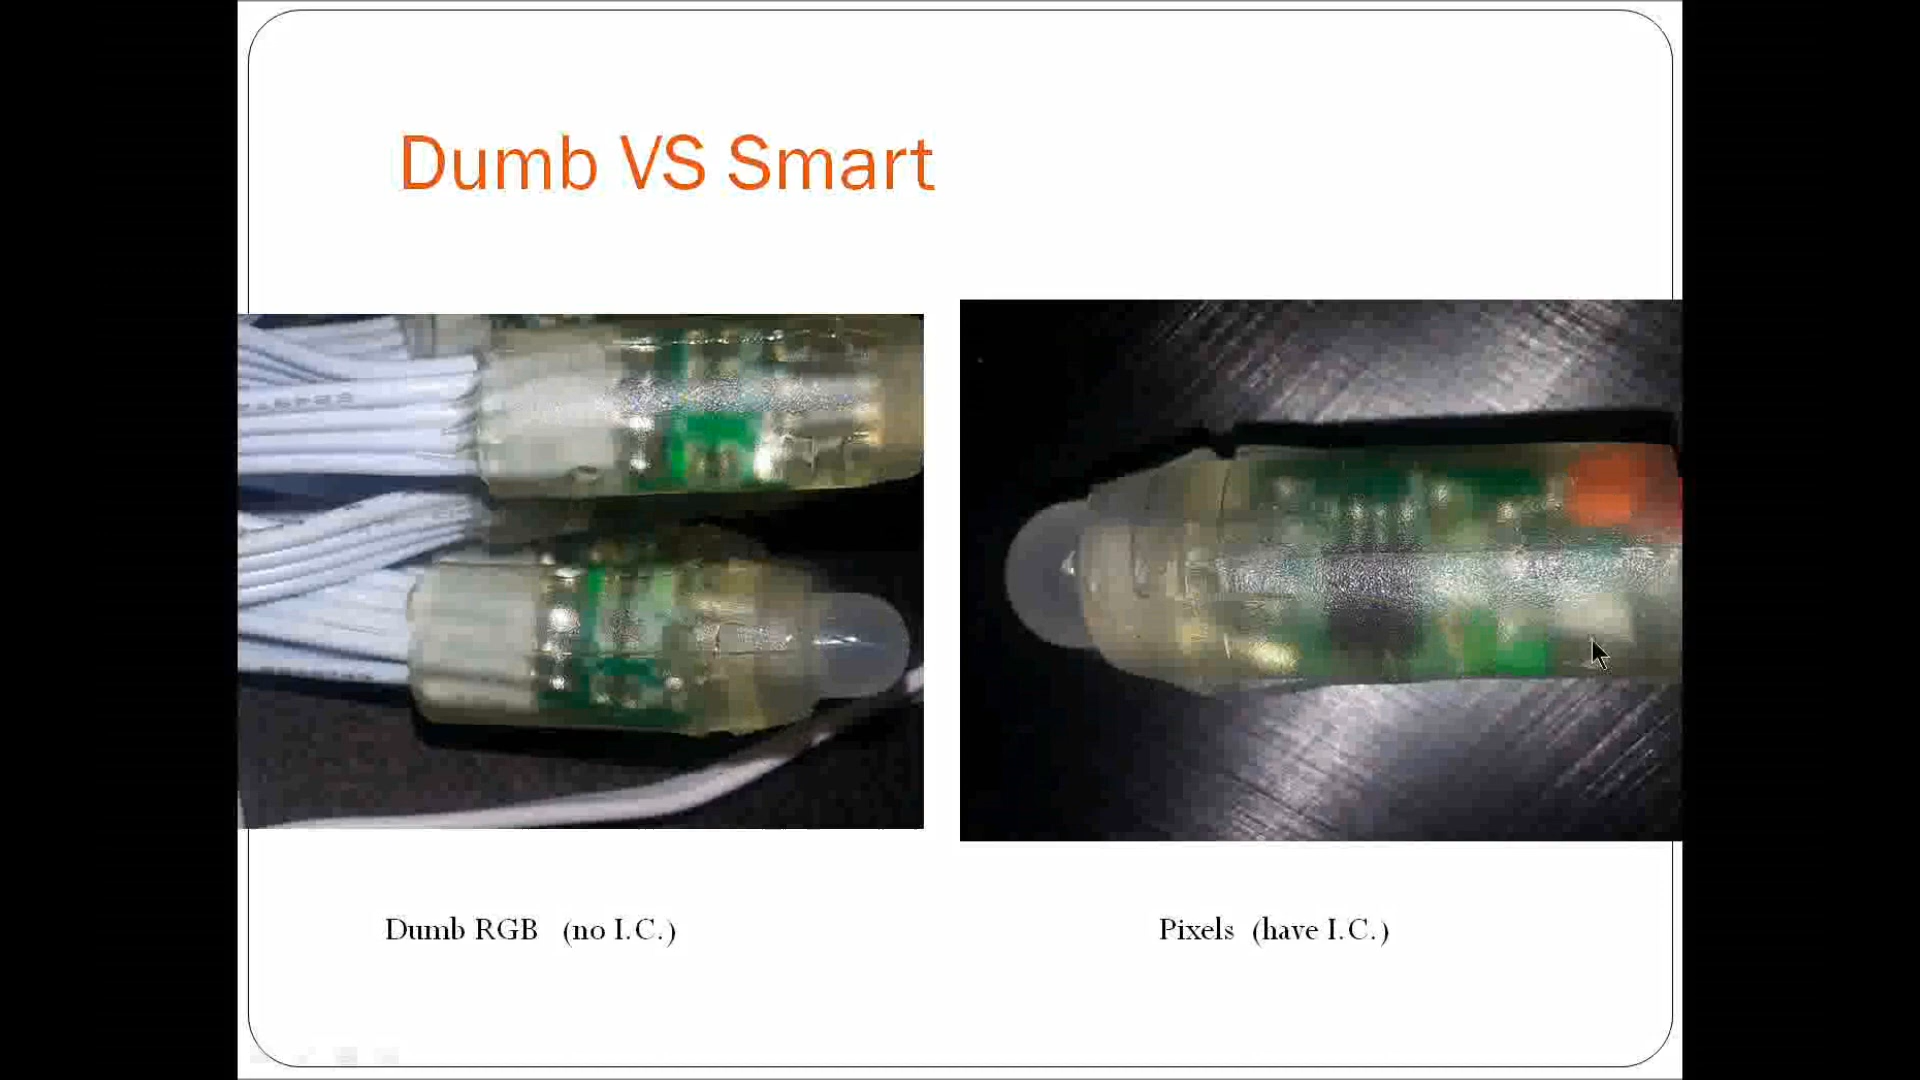 Dumb VS Smart
Dumb RGB (no I.C.)
Pixels (have I.C.)